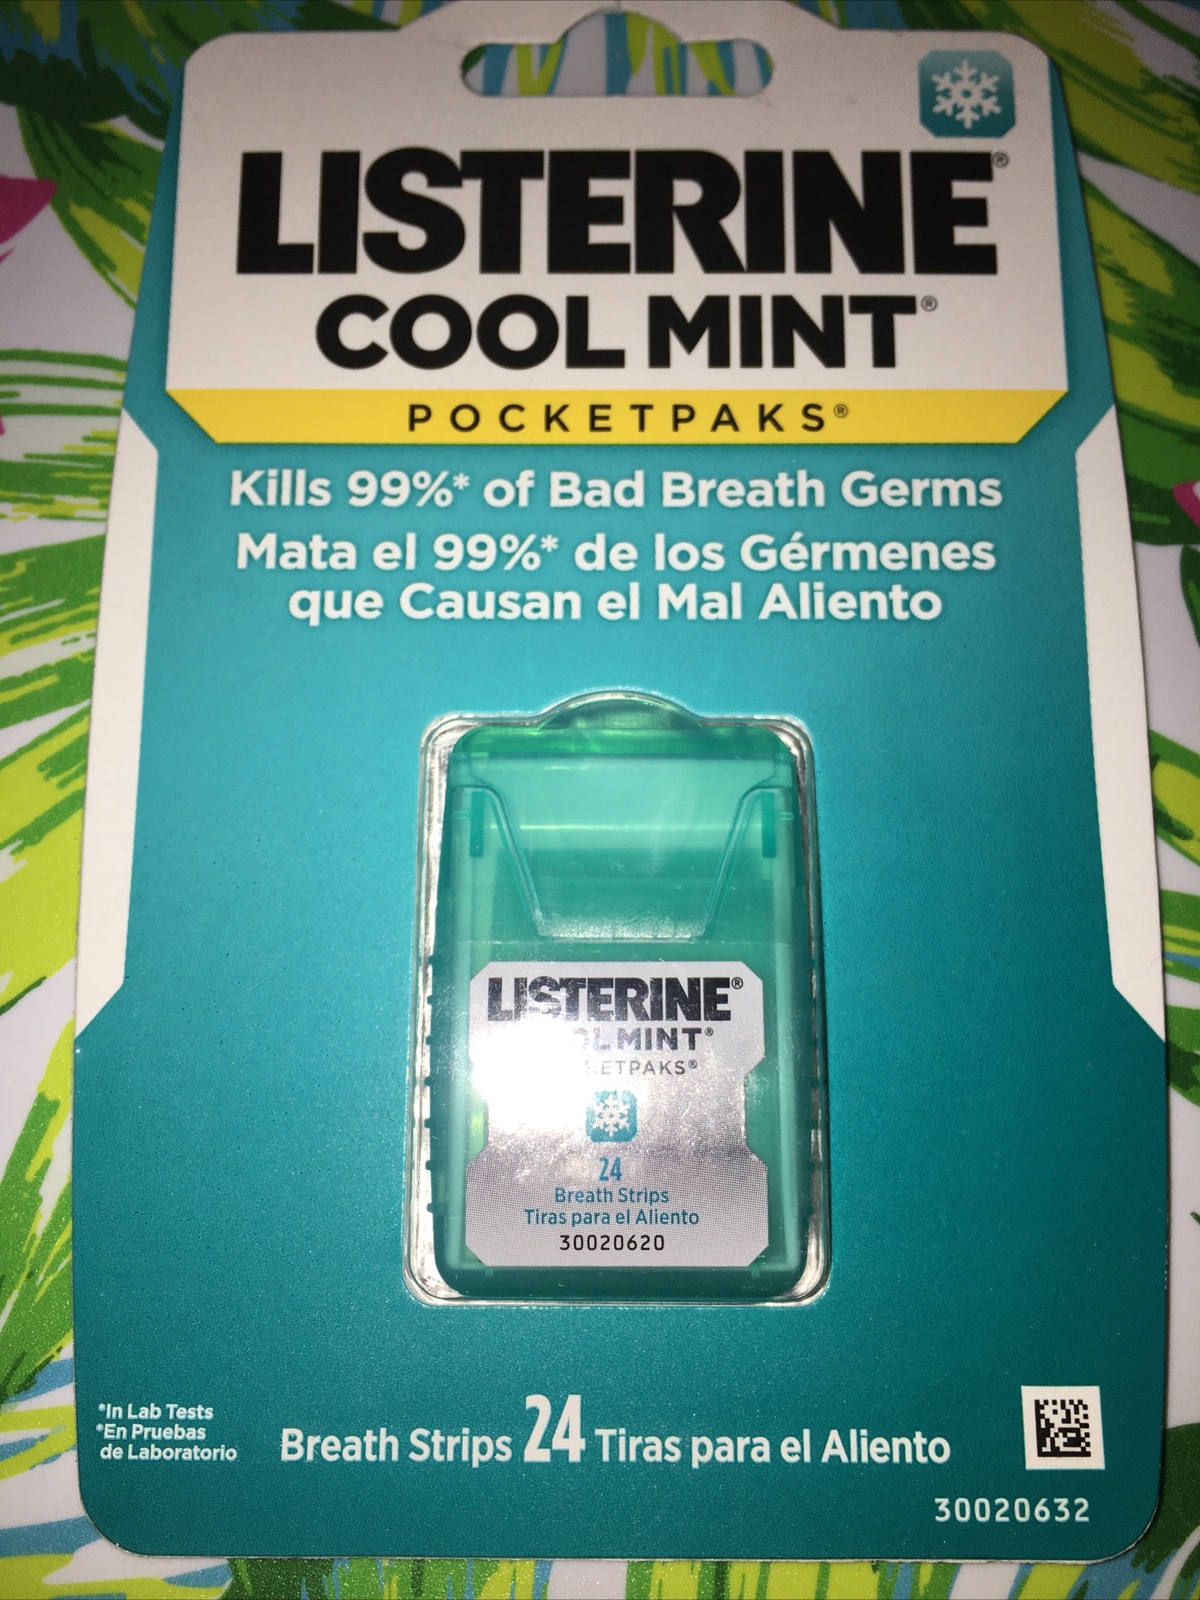 LISTERINE®
COOL MINT®
POCKETPAKS®
Kills 99%* of Bad Breath Germs
Mata el 99%* de los Gérmenes
que Causan el Mal Aliento
LISTERINE®
MINT®
24
Breath Strips
Tiras para el Aliento
30020620
*In Lab Tests
*En Pruebas
de Laboratorio
Breath Strips 24 Tiras para el Aliento
30020632